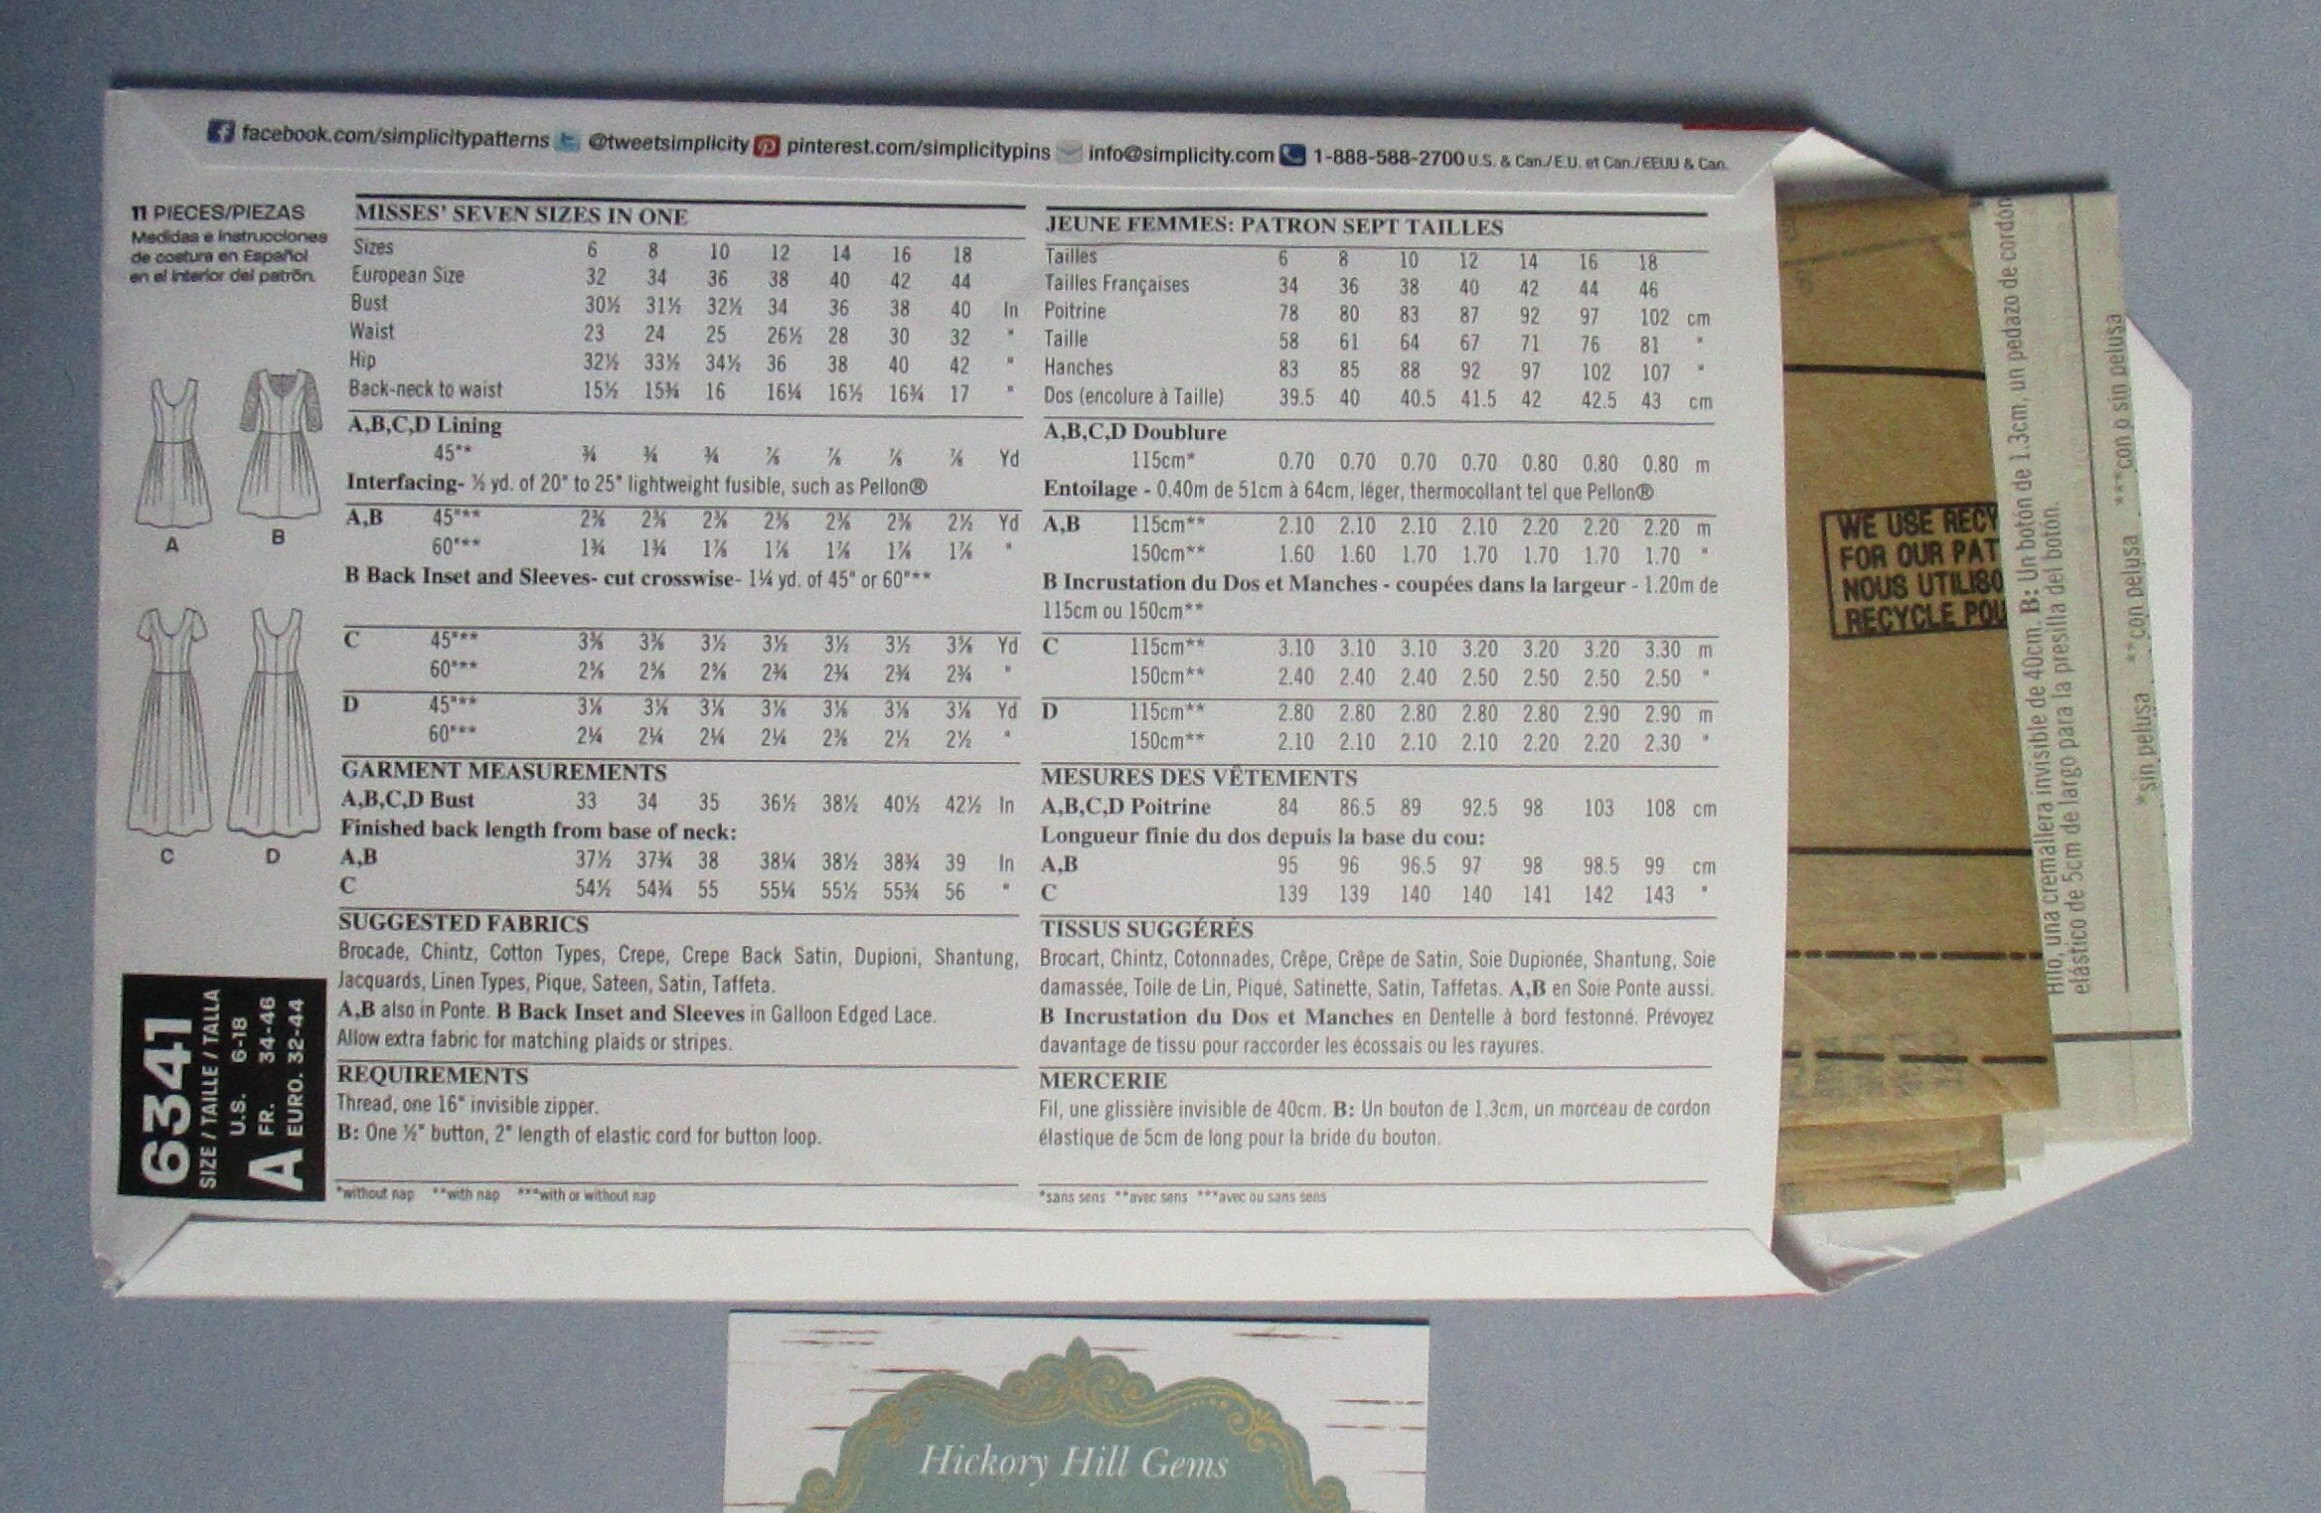 facebook.com/simplicitypatterns @tweetsimplicity pinterest.com/simplicitypins info@simplicity.com 1-888-588-2700 U.S. & Can./E.U. et Can./EEUU & Can.
11 PIECES/PIEZAS
Medidas e instrucciones
de costura en Español
en el interior del patrón.
A
B
C
D
6341
SIZE / TAILLE / TALLA
U.S. 6-18
FR. 34-46
A EURO. 32-44
MISSES' SEVEN SIZES IN ONE
Sizes 6 8 10 12 14 16 18
European Size 32 34 36 38 40 42 44
Bust 30½ 31½ 32½ 34 36 38 40 In
Waist 23 24 25 26½ 28 30 32 "
Hip 32½ 33½ 34½ 36 38 40 42 "
Back-neck to waist 15½ 15¾ 16 16¼ 16½ 16¾ 17 "
A,B,C,D Lining
45"* ¾ ¾ ¾ ⅞ ⅞ ⅞ ⅞ Yd
Interfacing- ½ yd. of 20" to 25" lightweight fusible, such as Pellon®
A,B 45"** 2⅜ 2⅜ 2⅜ 2⅜ 2⅜ 2⅜ 2½ Yd
60"** 1¾ 1¾ 1⅞ 1⅞ 1⅞ 1⅞ 1⅞ "
B Back Inset and Sleeves- cut crosswise- 1¼ yd. of 45" or 60"**
C 45"** 3⅜ 3⅜ 3½ 3½ 3½ 3½ 3⅝ Yd
60"** 2⅝ 2⅝ 2⅝ 2¾ 2¾ 2¾ 2¾ "
D 45"** 3⅛ 3⅛ 3⅛ 3⅛ 3⅛ 3⅛ 3⅛ Yd
60"** 2¼ 2¼ 2¼ 2¼ 2⅜ 2½ 2½ "
GARMENT MEASUREMENTS
A,B,C,D Bust 33 34 35 36½ 38½ 40½ 42½ In
Finished back length from base of neck:
A,B 37½ 37¾ 38 38¼ 38½ 38¾ 39 In
C 54½ 54¾ 55 55¼ 55½ 55¾ 56 "
SUGGESTED FABRICS
Brocade, Chintz, Cotton Types, Crepe, Crepe Back Satin, Dupioni, Shantung,
Jacquards, Linen Types, Pique, Sateen, Satin, Taffeta.
A,B also in Ponte. B Back Inset and Sleeves in Galloon Edged Lace.
Allow extra fabric for matching plaids or stripes.
REQUIREMENTS
Thread, one 16" invisible zipper.
B: One ½" button, 2" length of elastic cord for button loop.
*without nap **with nap ***with or without nap
JEUNE FEMMES: PATRON SEPT TAILLES
Tailles 6 8 10 12 14 16 18
Tailles Françaises 34 36 38 40 42 44 46
Poitrine 78 80 83 87 92 97 102 cm
Taille 58 61 64 67 71 76 81 "
Hanches 83 85 88 92 97 102 107 "
Dos (encolure à Taille) 39.5 40 40.5 41.5 42 42.5 43 cm
A,B,C,D Doublure
115cm* 0.70 0.70 0.70 0.70 0.80 0.80 0.80 m
Entoilage - 0.40m de 51cm à 64cm, léger, thermocollant tel que Pellon®
A,B 115cm** 2.10 2.10 2.10 2.10 2.20 2.20 2.20 m
150cm** 1.60 1.60 1.70 1.70 1.70 1.70 1.70 "
B Incrustation du Dos et Manches - coupées dans la largeur - 1.20m de
115cm ou 150cm**
C 115cm** 3.10 3.10 3.10 3.20 3.20 3.20 3.30 m
150cm** 2.40 2.40 2.40 2.50 2.50 2.50 2.50 "
D 115cm** 2.80 2.80 2.80 2.80 2.80 2.90 2.90 m
150cm** 2.10 2.10 2.10 2.10 2.20 2.20 2.30 "
MESURES DES VÊTEMENTS
A,B,C,D Poitrine 84 86.5 89 92.5 98 103 108 cm
Longueur finie du dos depuis la base du cou:
A,B 95 96 96.5 97 98 98.5 99 cm
C 139 139 140 140 141 142 143 "
TISSUS SUGGÉRÉS
Brocart, Chintz, Cotonnades, Crêpe, Crêpe de Satin, Soie Dupionée, Shantung, Soie
damassée, Toile de Lin, Piqué, Satinette, Satin, Taffetas. A,B en Soie Ponte aussi.
B Incrustation du Dos et Manches en Dentelle à bord festonné. Prévoyez
davantage de tissu pour raccorder les écossais ou les rayures.
MERCERIE
Fil, une glissière invisible de 40cm. B: Un bouton de 1.3cm, un morceau de cordon
élastique de 5cm de long pour la bride du bouton.
*sans sens **avec sens ***avec ou sans sens
WE USE RECY
FOR OUR PAT
NOUS UTILISO
RECYCLE POU
Hilo, una cremallera invisible de 40cm. B: Un botón de 1.3cm, un pedazo de cordón
elástico de 5cm de largo para la presilla del botón.
*sin pelusa **con pelusa ***con o sin pelusa
Hickory Hill Gems